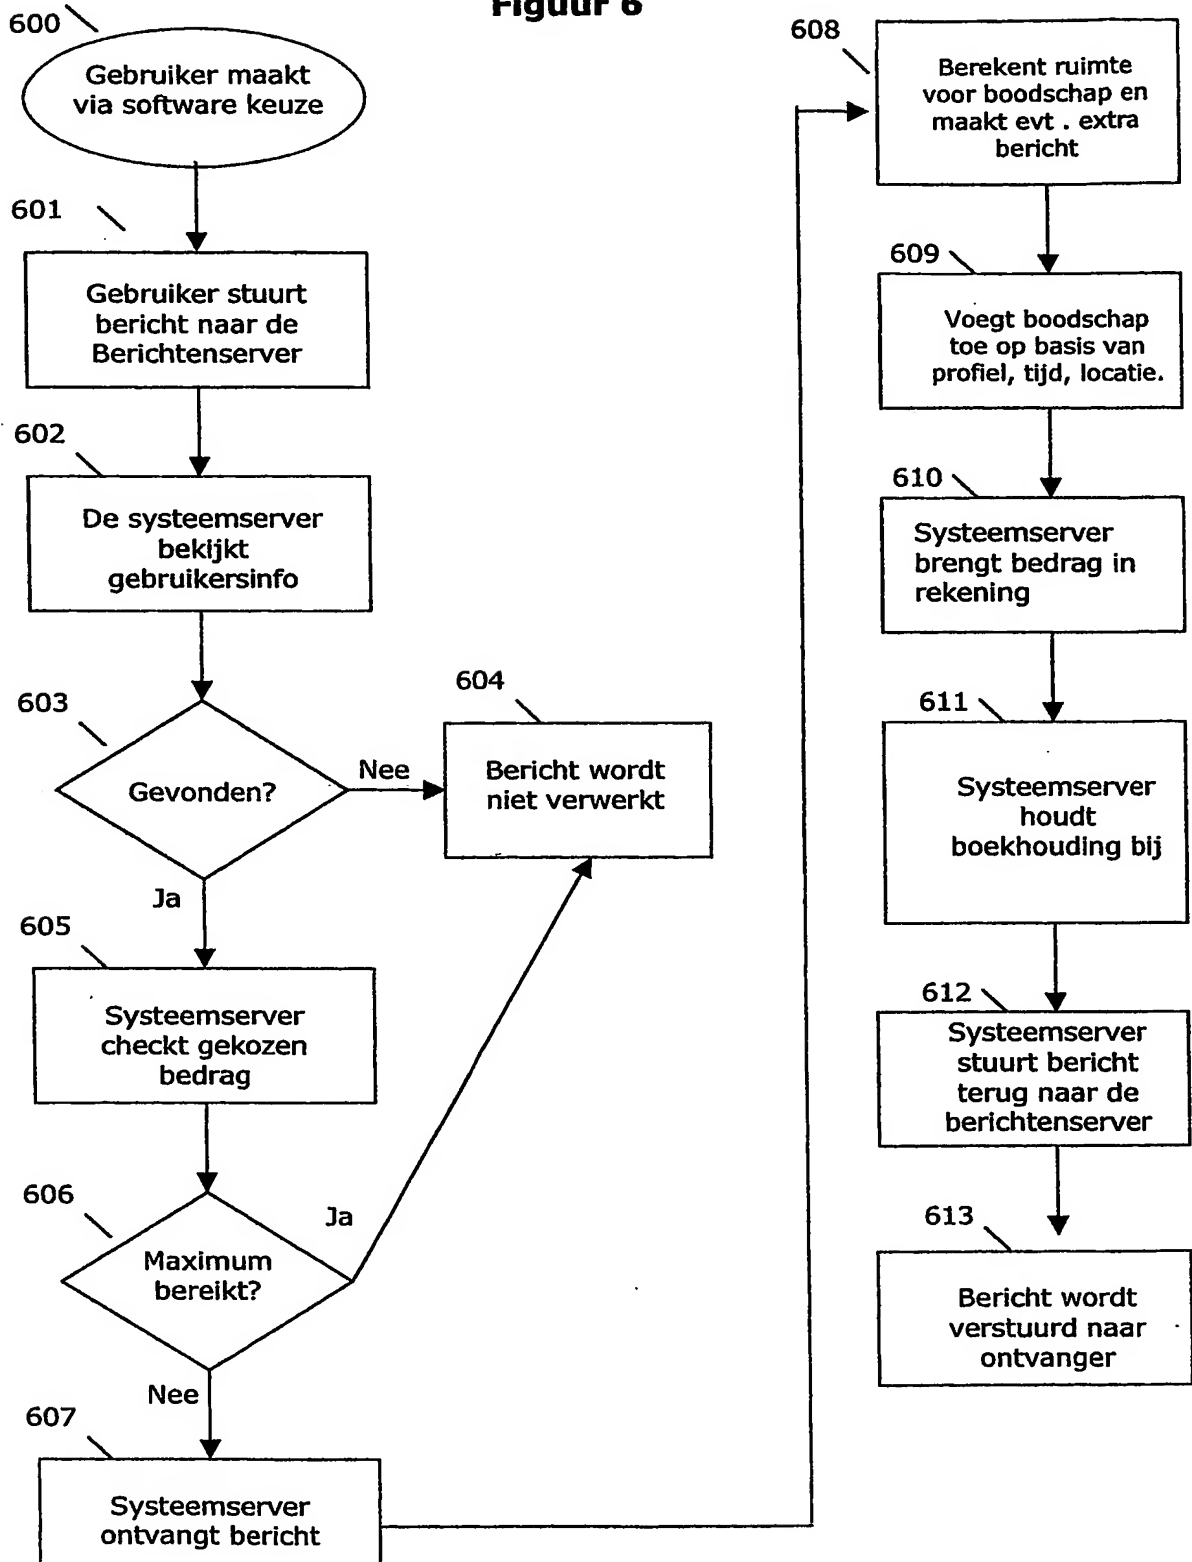 Figuur 6
600
Gebruiker maakt
via software keuze
601
Gebruiker stuurt
bericht naar de
Berichtenserver
602
De systeemserver
bekijkt
gebruikersinfo
603
Gevonden?
Nee
604
Bericht wordt
niet verwerkt
Ja
605
Systeemserver
checkt gekozen
bedrag
606
Maximum
bereikt?
Ja
Nee
607
Systeemserver
ontvangt bericht
608
Berekent ruimte
voor boodschap en
maakt evt . extra
bericht
609
Voegt boodschap
toe op basis van
profiel, tijd, locatie.
610
Systeemserver
brengt bedrag in
rekening
611
Systeemserver
houdt
boekhouding bij
612
Systeemserver
stuurt bericht
terug naar de
berichtenserver
613
Bericht wordt
verstuurd naar
ontvanger